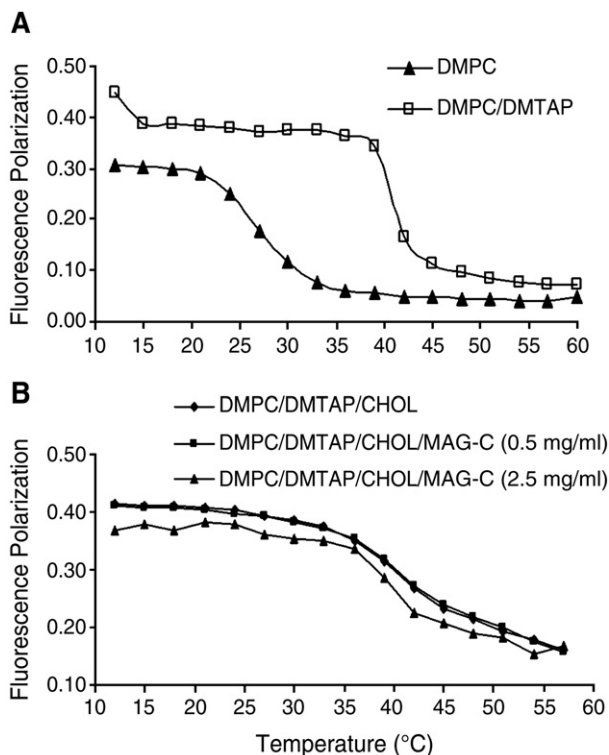 A
Fluorescence Polarization
0.50
0.40
0.30
0.20
0.10
0.00
DMPC
DMPC/DMTAP
10 15 20 25 30 35 40 45 50 55 60
B
Fluorescence Polarization
DMPC/DMTAP/CHOL
DMPC/DMTAP/CHOL/MAG-C (0.5 mg/ml)
DMPC/DMTAP/CHOL/MAG-C (2.5 mg/ml)
0.50
0.40
0.30
0.20
0.10
10 15 20 25 30 35 40 45 50 55 60
Temperature (°C)